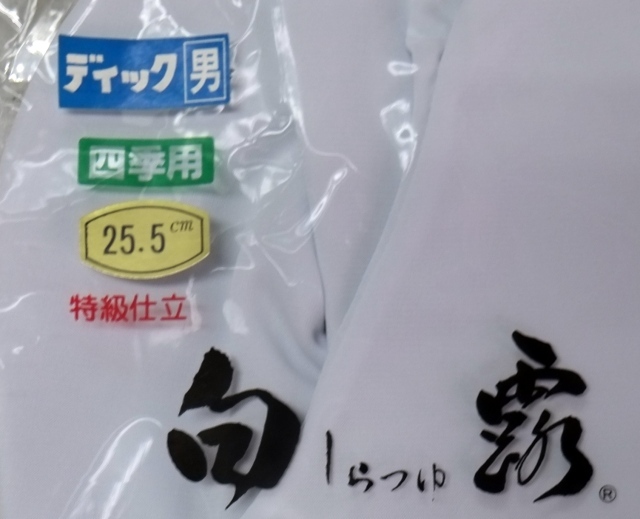 ディック男
四季用
25.5cm
特級仕立
白露
しらつゆ
®